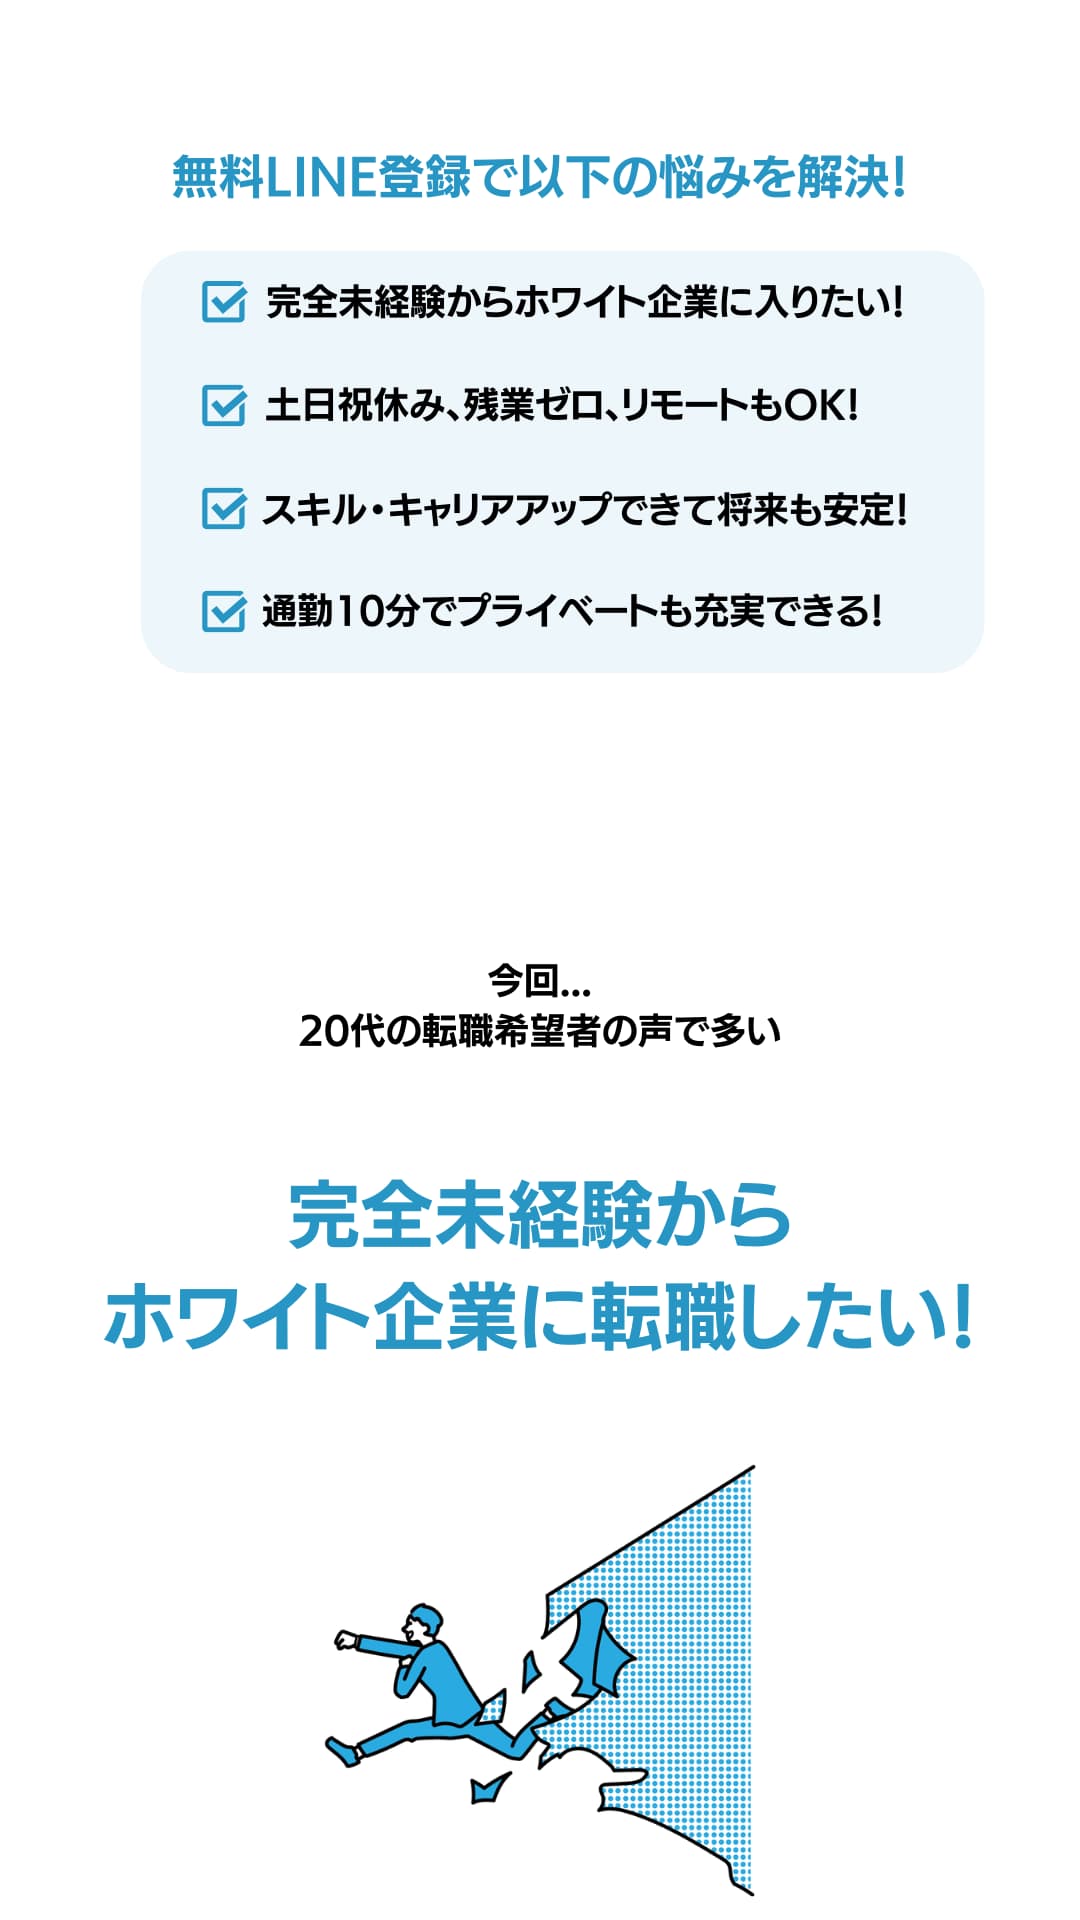 無料LINE登録で以下の悩みを解決!
完全未経験からホワイト企業に入りたい!
土日祝休み、残業ゼロ、リモートもOK!
スキル・キャリアアップできて将来も安定!
通勤10分でプライベートも充実できる!
今回...
20代の転職希望者の声で多い
完全未経験から
ホワイト企業に転職したい!